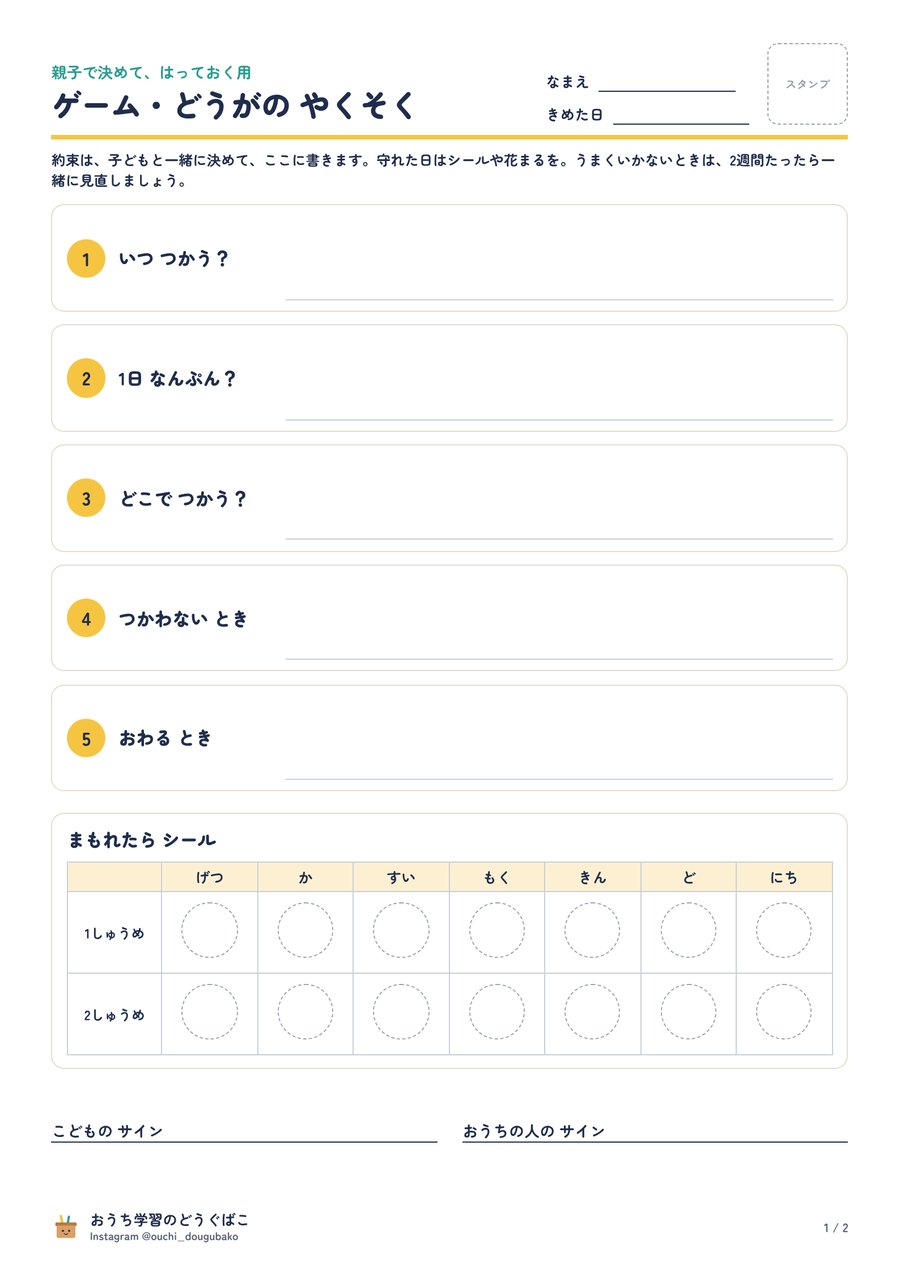 親子で決めて、はっておく用
ゲーム・どうがの やくそく
なまえ
きめた日
スタンプ
約束は、子どもと一緒に決めて、ここに書きます。守れた日はシールや花まるを。うまくいかないときは、2週間たったら一
緒に見直しましょう。
1 いつ つかう？
2 1日 なんぷん？
3 どこで つかう？
4 つかわない とき
5 おわる とき
まもれたら シール
げつ か すい もく きん ど にち
1しゅうめ
2しゅうめ
こどもの サイン
おうちの人の サイン
おうち学習のどうぐばこ
Instagram @ouchi_dougubako
1 / 2